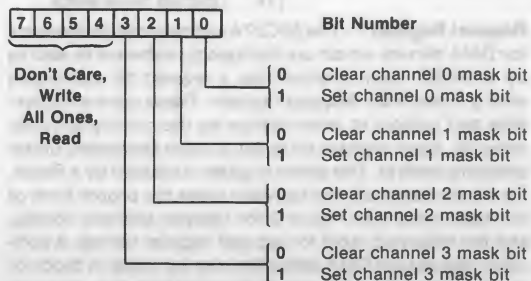 7 6 5 4 3 2 1 0 Bit Number
Don't Care,
Write
All Ones,
Read
0 Clear channel 0 mask bit
1 Set channel 0 mask bit
0 Clear channel 1 mask bit
1 Set channel 1 mask bit
0 Clear channel 2 mask bit
1 Set channel 2 mask bit
0 Clear channel 3 mask bit
1 Set channel 3 mask bit